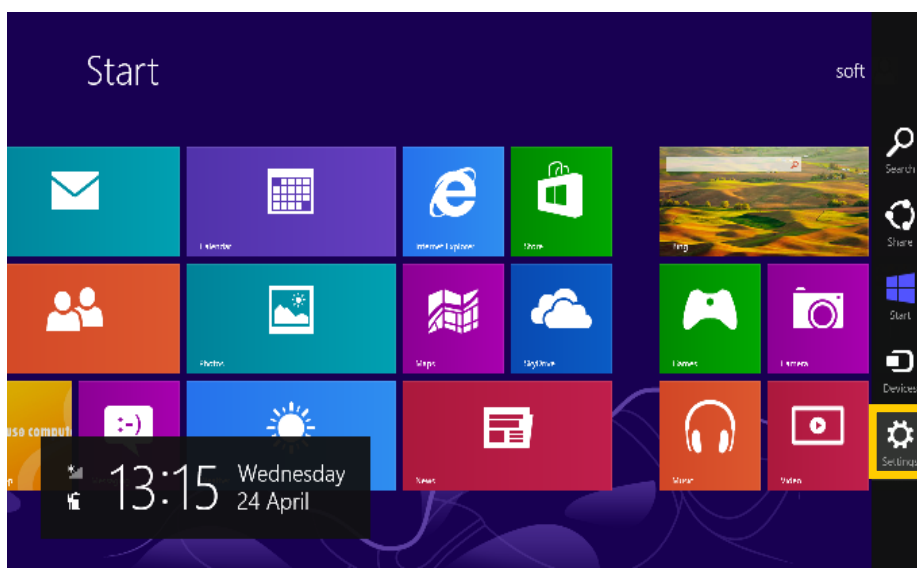 Start
soft
Search
Calendar
Internet Explorer
Store
Bing
Share
Start
Photos
Maps
SkyDrive
Games
Camera
Devices
:-)
13:15
Wednesday
24 April
News
Music
Video
Settings